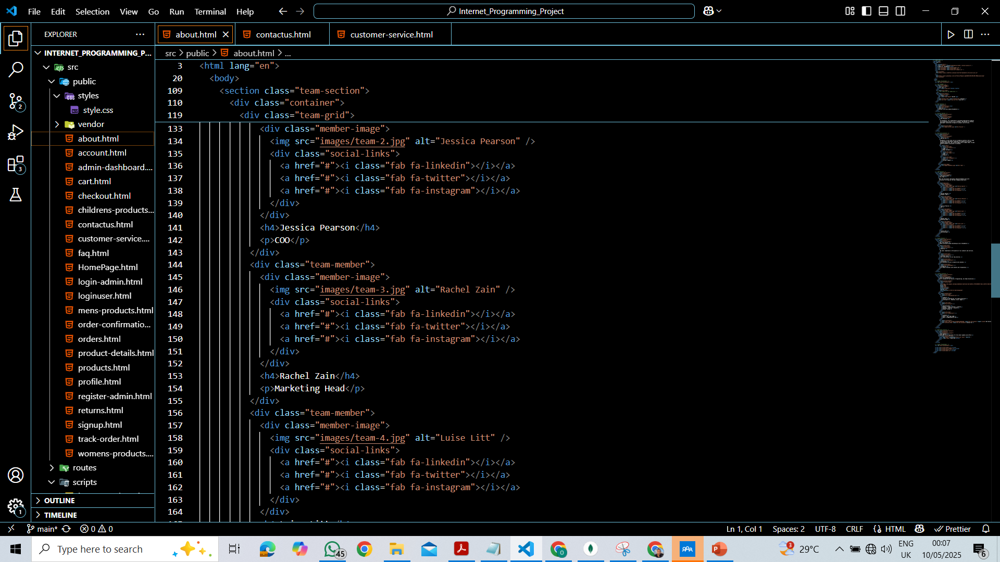 File Edit Selection View Go Run Terminal Help
Internet_Programming_Project
EXPLORER
INTERNET_PROGRAMMING_P...
src
public
styles
style.css
vendor
about.html
account.html
admin-dashboard....
cart.html
checkout.html
childrens-products...
contactus.html
customer-service....
faq.html
HomePage.html
login-admin.html
loginuser.html
mens-products.html
order-confirmatio...
orders.html
product-details.html
products.html
profile.html
register-admin.html
returns.html
signup.html
track-order.html
womens-products....
routes
scripts
OUTLINE
TIMELINE
2
3
1
about.html contactus.html customer-service.html
src > public > about.html > ...
3 <html lang="en">
20 <body>
109 <section class="team-section">
110 <div class="container">
119 <div class="team-grid">
133 <div class="member-image">
134 <img src="images/team-2.jpg" alt="Jessica Pearson" />
135 <div class="social-links">
136 <a href="#"><i class="fab fa-linkedin"></i></a>
137 <a href="#"><i class="fab fa-twitter"></i></a>
138 <a href="#"><i class="fab fa-instagram"></i></a>
139 </div>
140 </div>
141 <h4>Jessica Pearson</h4>
142 <p>COO</p>
143 </div>
144 <div class="team-member">
145 <div class="member-image">
146 <img src="images/team-3.jpg" alt="Rachel Zain" />
147 <div class="social-links">
148 <a href="#"><i class="fab fa-linkedin"></i></a>
149 <a href="#"><i class="fab fa-twitter"></i></a>
150 <a href="#"><i class="fab fa-instagram"></i></a>
151 </div>
152 </div>
153 <h4>Rachel Zain</h4>
154 <p>Marketing Head</p>
155 </div>
156 <div class="team-member">
157 <div class="member-image">
158 <img src="images/team-4.jpg" alt="Luise Litt" />
159 <div class="social-links">
160 <a href="#"><i class="fab fa-linkedin"></i></a>
161 <a href="#"><i class="fab fa-twitter"></i></a>
162 <a href="#"><i class="fab fa-instagram"></i></a>
163 </div>
164 </div>
main* 0 0 Ln 1, Col 1 Spaces: 2 UTF-8 CRLF HTML Prettier
Type here to search
45
3
29°C
ENG
UK
00:07
10/05/2025
6